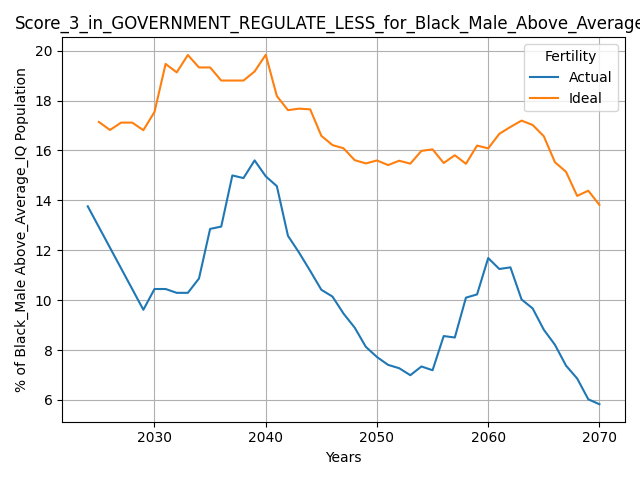 Score_3_in_GOVERNMENT_REGULATE_LESS_for_Black_Male_Above_Average
Fertility
Actual
Ideal
% of Black_Male Above_Average_IQ Population
20
18
16
14
12
10
8
6
2030
2040
2050
2060
2070
Years